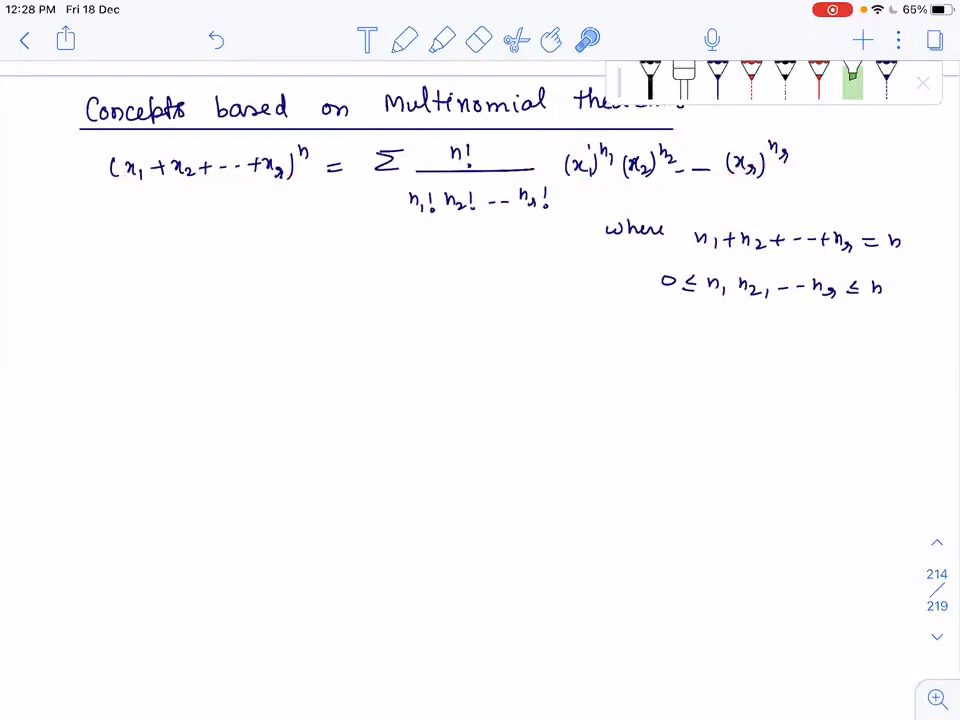 12:28 PM Fri 18 Dec
65%
Concepts based on Multinomial
(x₁ + x₂ + -- + xᵣ)ⁿ = Σ n! / n₁! n₂! -- nᵣ! (x₁)ⁿ¹ (x₂)ⁿ² -- (xᵣ)ⁿʳ
where n₁ + n₂ + -- + nᵣ = n
0 ≤ n₁ n₂, -- nᵣ ≤ n
214
/
219